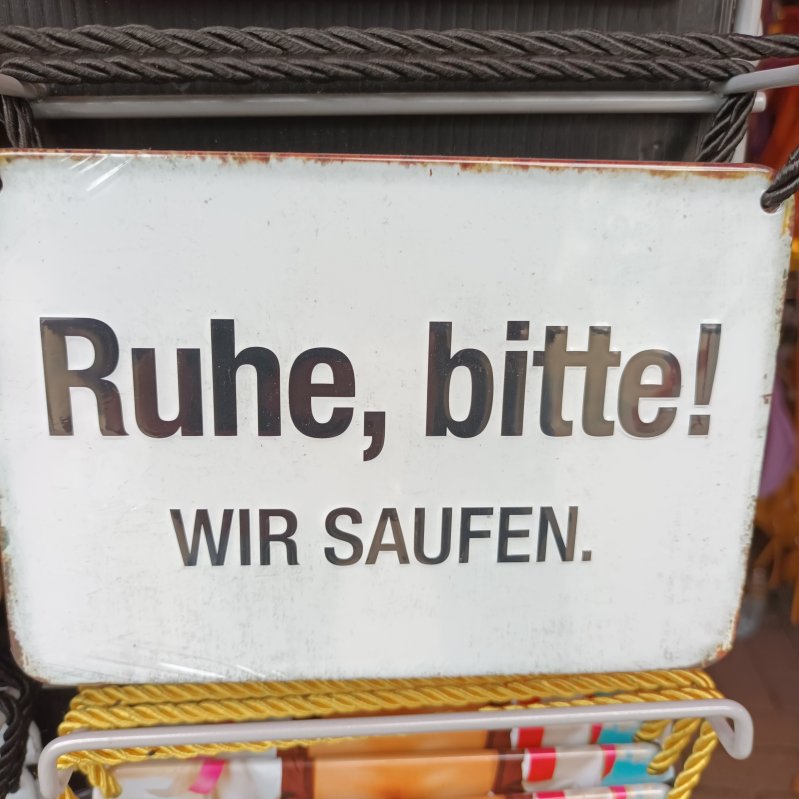 Ruhe, bitte!
WIR SAUFEN.